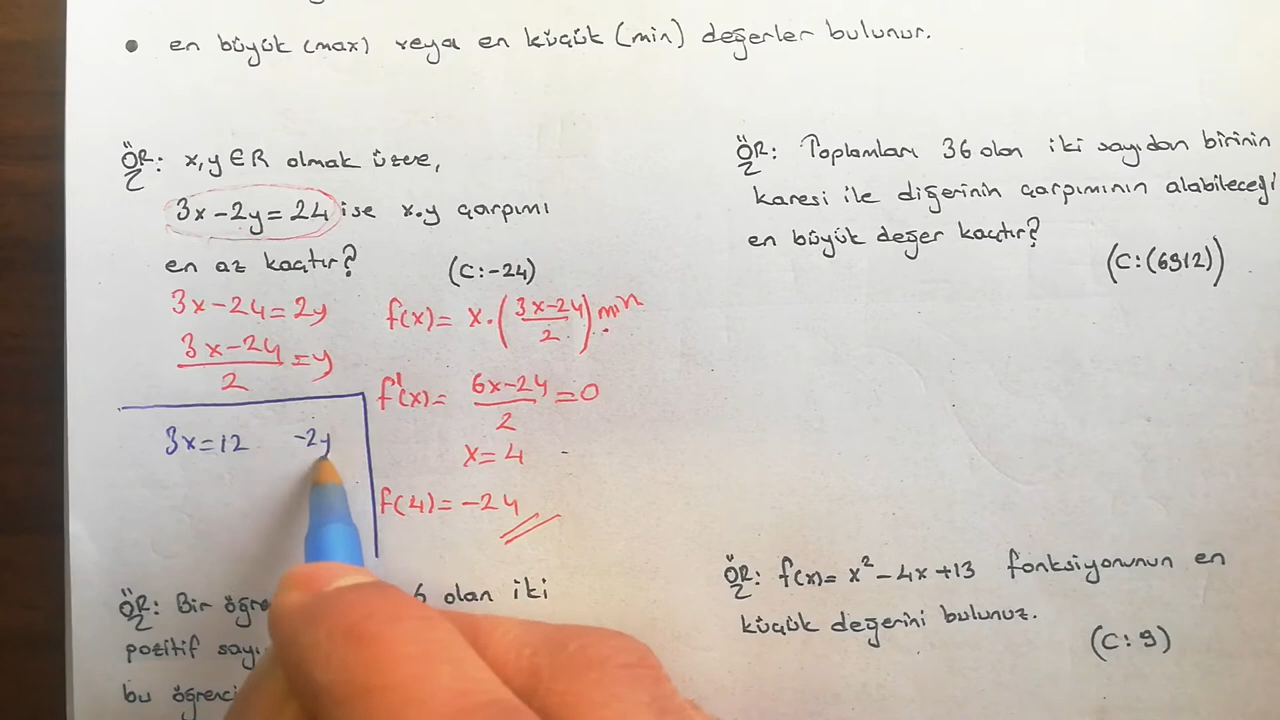 • en büyük (max) veya en küçük (min) değerler bulunur.
ÖR: x,y ∈ R olmak üzere,
3x-2y=24 ise x.y çarpımı
en az kaçtır? (C:-24)
3x-24=2y
3x-24/2=y
f(x)= x.(3x-24/2) min
f'(x)= 6x-24/2=0
x=4
f(4)=-24
3x=12 -2y
ÖR: Bir
6 olan iki
pozitif
bu
ÖR: Toplamları 36 olan iki sayıdan birinin
karesi ile diğerinin çarpımının alabileceği
en büyük değer kaçtır?
(C:(6912))
ÖR: f(x)= x²-4x+13 fonksiyonunun en
küçük değerini bulunuz.
(C:9)